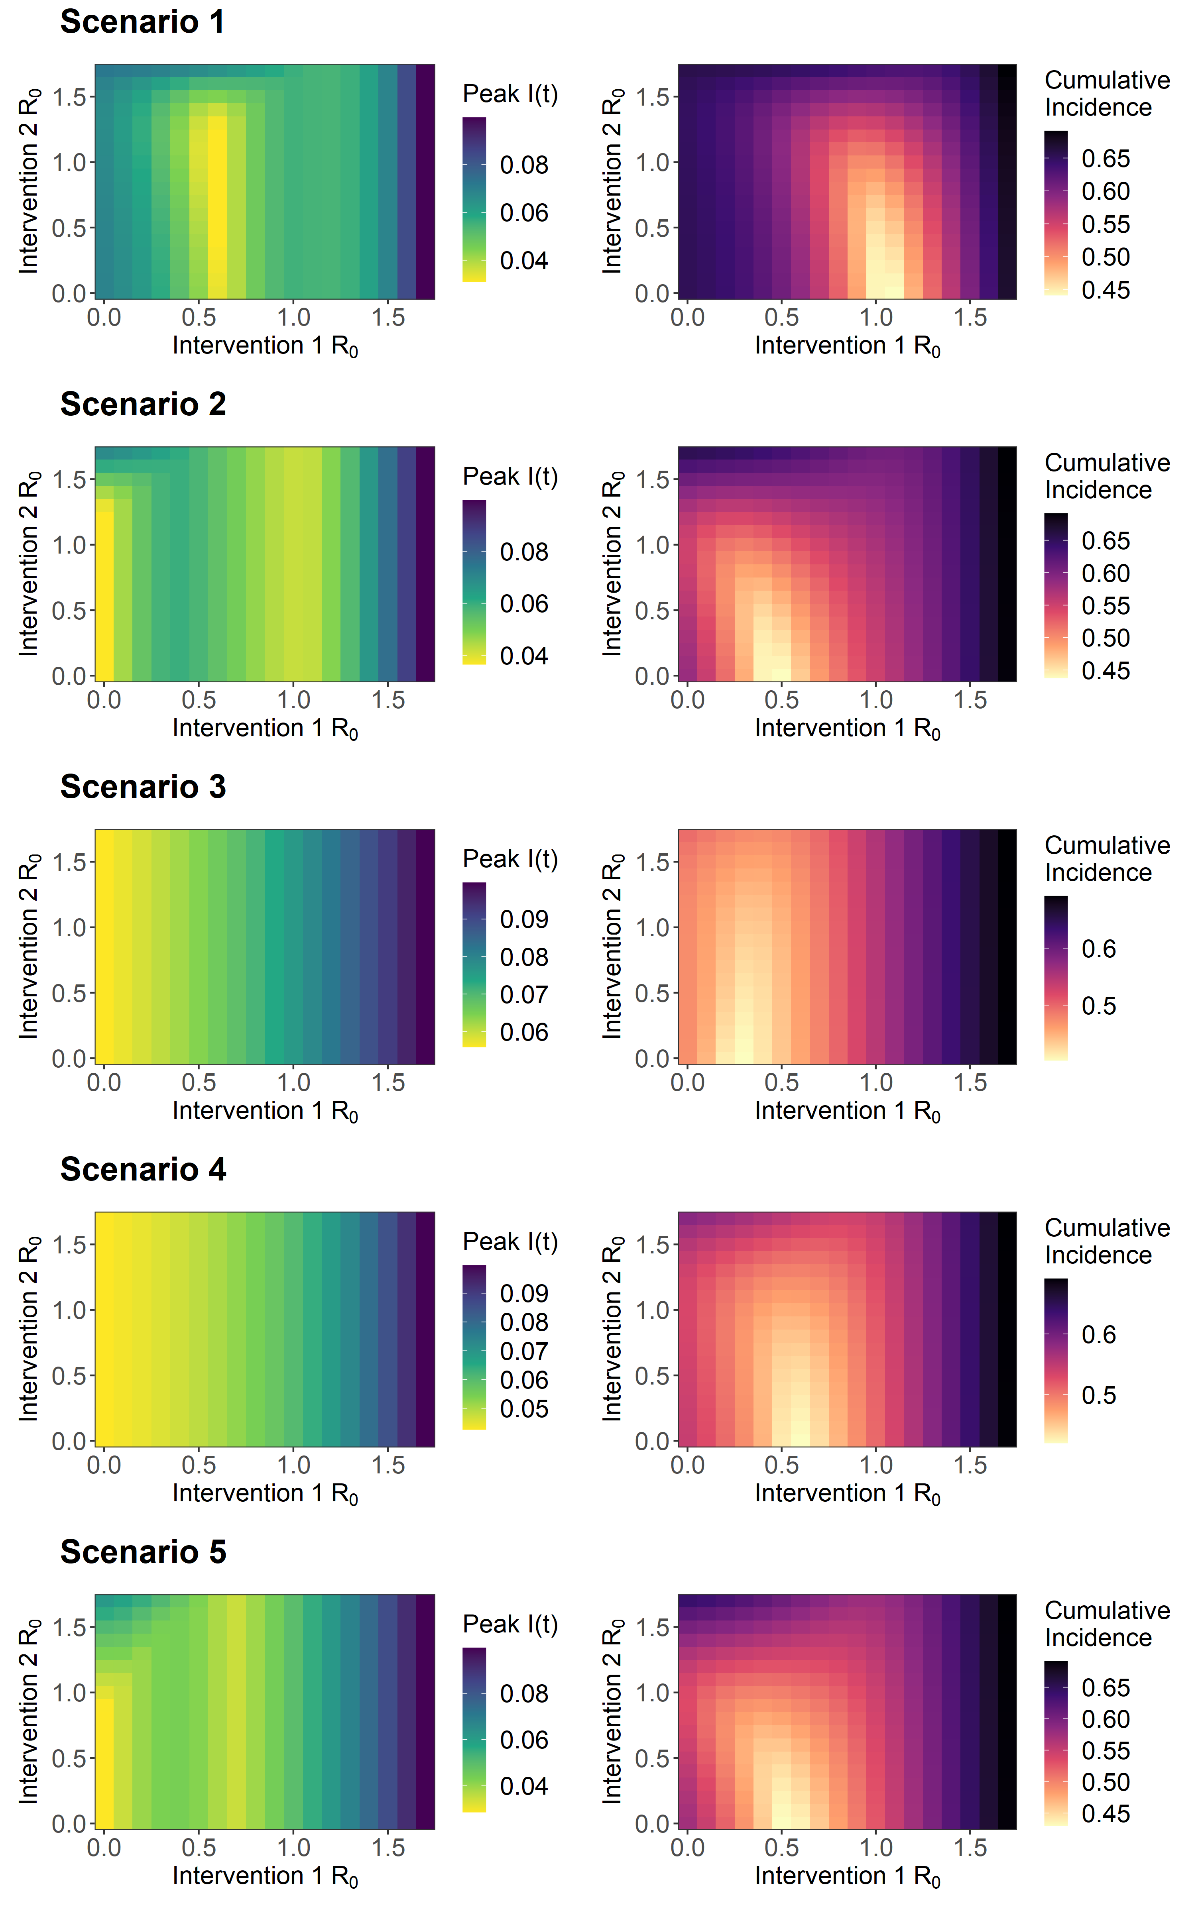 Scenario 1
Intervention 2 R0
1.5
1.0
0.5
0.0
0.0 0.5 1.0 1.5
Intervention 1 R0
Peak I(t)
0.08
0.06
0.04
Intervention 2 R0
1.5
1.0
0.5
0.0
0.0 0.5 1.0 1.5
Intervention 1 R0
Cumulative
Incidence
0.65
0.60
0.55
0.50
0.45
Scenario 2
Intervention 2 R0
1.5
1.0
0.5
0.0
0.0 0.5 1.0 1.5
Intervention 1 R0
Peak I(t)
0.08
0.06
0.04
Intervention 2 R0
1.5
1.0
0.5
0.0
0.0 0.5 1.0 1.5
Intervention 1 R0
Cumulative
Incidence
0.65
0.60
0.55
0.50
0.45
Scenario 3
Intervention 2 R0
1.5
1.0
0.5
0.0
0.0 0.5 1.0 1.5
Intervention 1 R0
Peak I(t)
0.09
0.08
0.07
0.06
Intervention 2 R0
1.5
1.0
0.5
0.0
0.0 0.5 1.0 1.5
Intervention 1 R0
Cumulative
Incidence
0.6
0.5
Scenario 4
Intervention 2 R0
1.5
1.0
0.5
0.0
0.0 0.5 1.0 1.5
Intervention 1 R0
Peak I(t)
0.09
0.08
0.07
0.06
0.05
Intervention 2 R0
1.5
1.0
0.5
0.0
0.0 0.5 1.0 1.5
Intervention 1 R0
Cumulative
Incidence
0.6
0.5
Scenario 5
Intervention 2 R0
1.5
1.0
0.5
0.0
0.0 0.5 1.0 1.5
Intervention 1 R0
Peak I(t)
0.08
0.06
0.04
Intervention 2 R0
1.5
1.0
0.5
0.0
0.0 0.5 1.0 1.5
Intervention 1 R0
Cumulative
Incidence
0.65
0.60
0.55
0.50
0.45